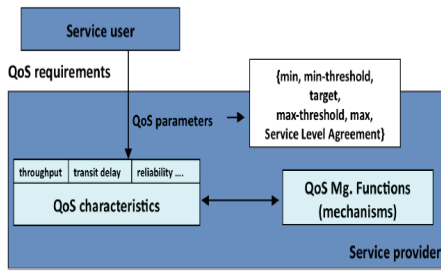 Service user
QoS requirements
{min, min-threshold,
target,
max-threshold, max,
Service Level Agreement}
QoS parameters
throughput transit delay reliability ....
QoS characteristics
QoS Mg. Functions
(mechanisms)
Service provider